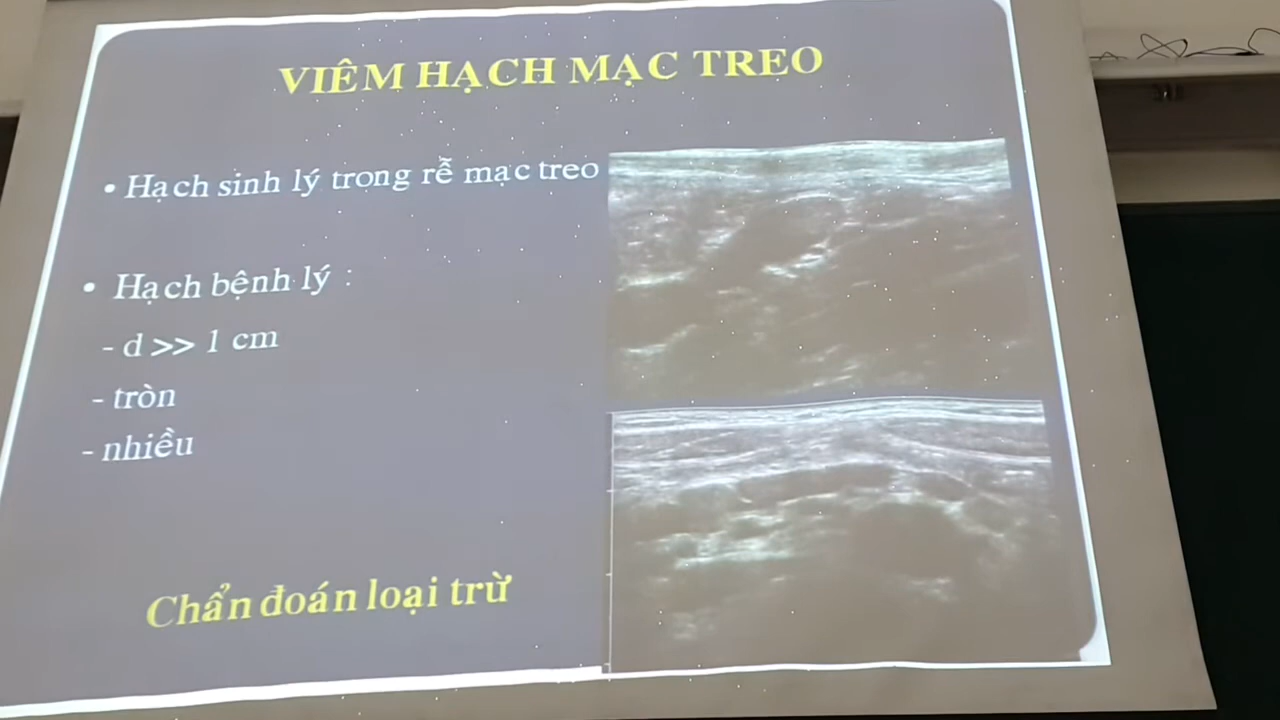 VIÊM HẠCH MẠC TREO
• Hạch sinh lý trong rễ mạc treo
• Hạch bệnh lý :
- d >> 1 cm
- tròn
- nhiều
Chẩn đoán loại trừ